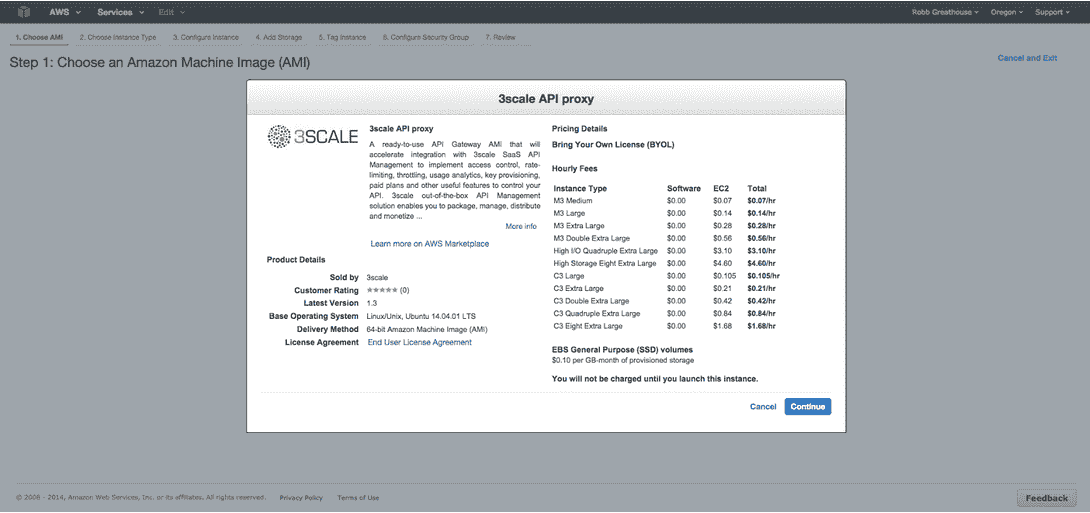 AWS Services Edit Robb Greathouse Oregon Support
1. Choose AMI 2. Choose Instance Type 3. Configure Instance 4. Add Storage 5. Tag Instance 6. Configure Security Group 7. Review
Step 1: Choose an Amazon Machine Image (AMI)
Cancel and Exit
3scale API proxy
3SCALE
3scale API proxy
A ready-to-use API Gateway AMI that will
accelerate integration with 3scale SaaS API
Management to implement access control, rate-
limiting, throttling, usage analytics, key provisioning,
paid plans and other useful features to control your
API. 3scale out-of-the-box API Management
solution enables you to package, manage, distribute
and monetize ...
More info
Learn more on AWS Marketplace
Product Details
Sold by 3scale
Customer Rating ★★★★★ (0)
Latest Version 1.3
Base Operating System Linux/Unix, Ubuntu 14.04.01 LTS
Delivery Method 64-bit Amazon Machine Image (AMI)
License Agreement End User License Agreement
Pricing Details
Bring Your Own License (BYOL)
Hourly Fees
Instance Type Software EC2 Total
M3 Medium $0.00 $0.07 $0.07/hr
M3 Large $0.00 $0.14 $0.14/hr
M3 Extra Large $0.00 $0.28 $0.28/hr
M3 Double Extra Large $0.00 $0.56 $0.56/hr
High I/O Quadruple Extra Large $0.00 $3.10 $3.10/hr
High Storage Eight Extra Large $0.00 $4.60 $4.60/hr
C3 Large $0.00 $0.105 $0.105/hr
C3 Extra Large $0.00 $0.21 $0.21/hr
C3 Double Extra Large $0.00 $0.42 $0.42/hr
C3 Quadruple Extra Large $0.00 $0.84 $0.84/hr
C3 Eight Extra Large $0.00 $1.68 $1.68/hr
EBS General Purpose (SSD) volumes
$0.10 per GB-month of provisioned storage
You will not be charged until you launch this instance.
Cancel Continue
© 2008 - 2014, Amazon Web Services, Inc. or its affiliates. All rights reserved. Privacy Policy Terms of Use
Feedback